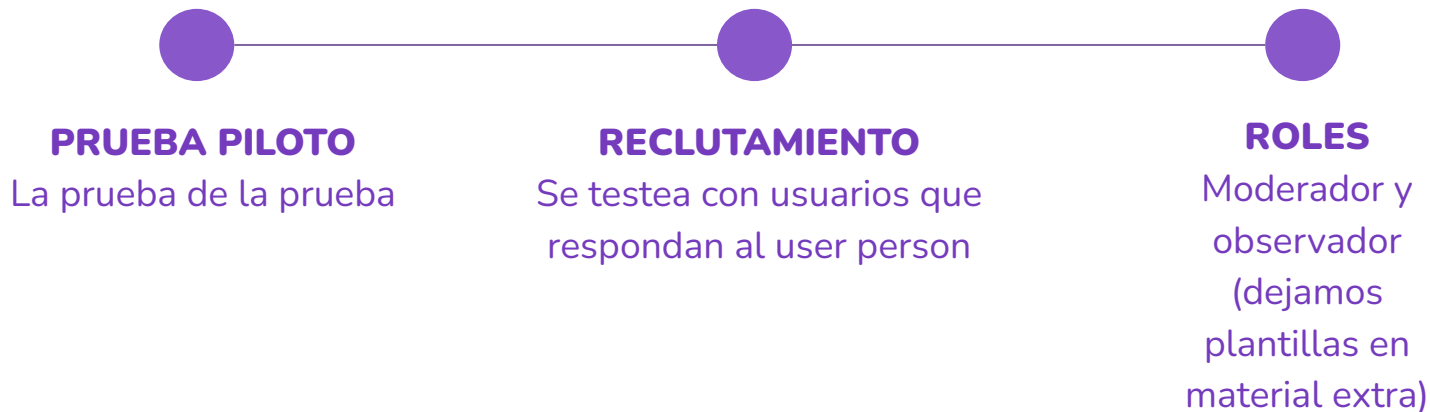 PRUEBA PILOTO
La prueba de la prueba
RECLUTAMIENTO
Se testea con usuarios que
respondan al user person
ROLES
Moderador y
observador
(dejamos
plantillas en
material extra)